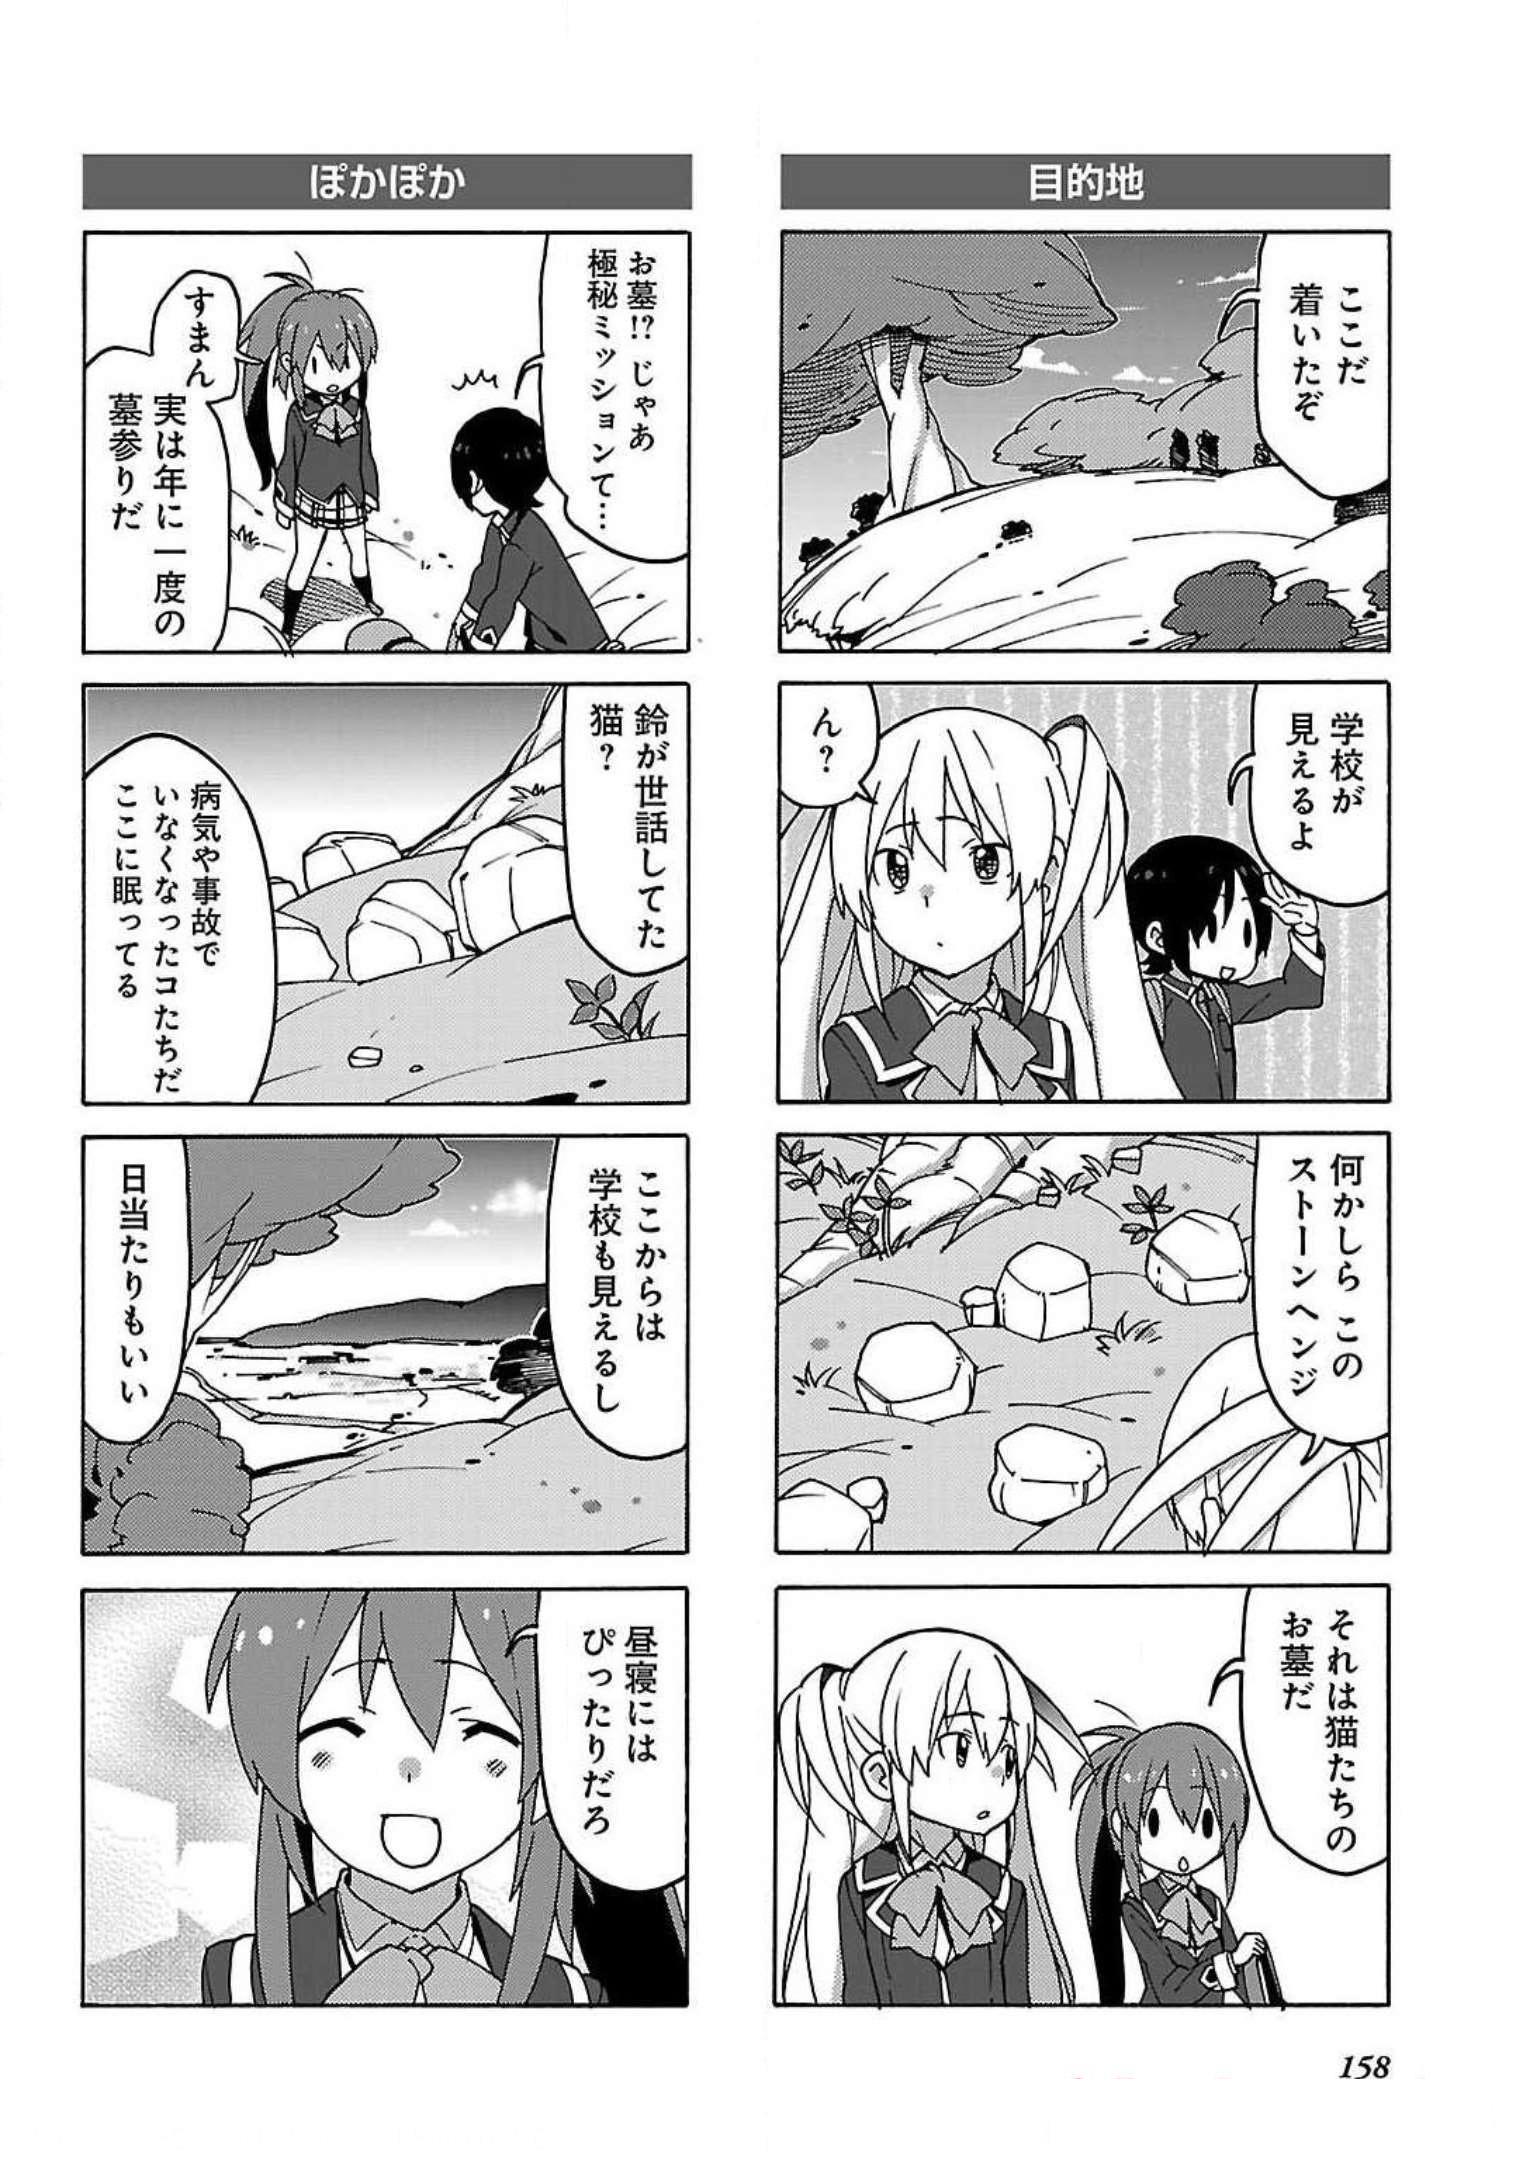 目的地
ここだ
着いたぞ
学校が
見えるよ
ん?
何かしら この
ストーンヘンジ
それは猫たちの
お墓だ
ぽかぽか
お墓!? じゃあ
極秘ミッションて…
すまん
実は年に一度の
墓参りだ
鈴が世話してた
猫?
病気や事故で
いなくなったコたちだ
ここに眠ってる
ここからは
学校も見えるし
日当たりもいい
昼寝には
ぴったりだろ
158